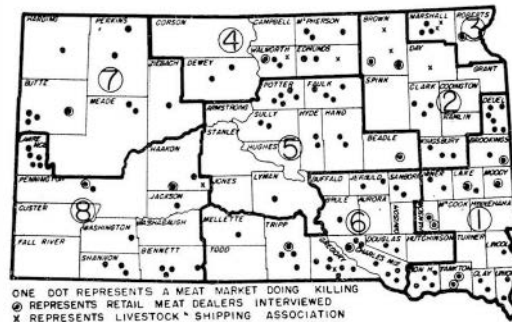 HARDING
PERKINS
CORSON
CAMPBELL
McPHERSON
BROWN
MARSHALL
ROBERTS
3
4
WALWORTH
EDMUNDS
DAY
DEWEY
ZIEBACH
7
BUTTE
MEADE
ARMSTRONG
POTTER
FAULK
SPINK
CLARK
CODINGTON
GRANT
2
HAMLIN
DEUEL
STANLEY
SULLY
HYDE
HAND
HUGHES
5
BEADLE
KINGSBURY
BROOKINGS
HAAKON
PENNINGTON
JACKSON
JONES
LYMAN
BUFFALO
JERAULD
SANBORN
MINER
LAKE
MOODY
CUSTER
8
WASHINGTON
WASHABAUGH
BRULE
AURORA
6
DAVISON
HANSON
McCOOK
MINNEHAHA
1
FALL RIVER
SHANNON
BENNETT
MELLETTE
TODD
TRIPP
GREGORY
DOUGLAS
CHARLES MIX
HUTCHINSON
TURNER
LINCOLN
BON H.
YANKTON
CLAY
UNION
ONE DOT REPRESENTS A MEAT MARKET DOING KILLING
REPRESENTS RETAIL MEAT DEALERS INTERVIEWED
X REPRESENTS LIVESTOCK SHIPPING ASSOCIATION